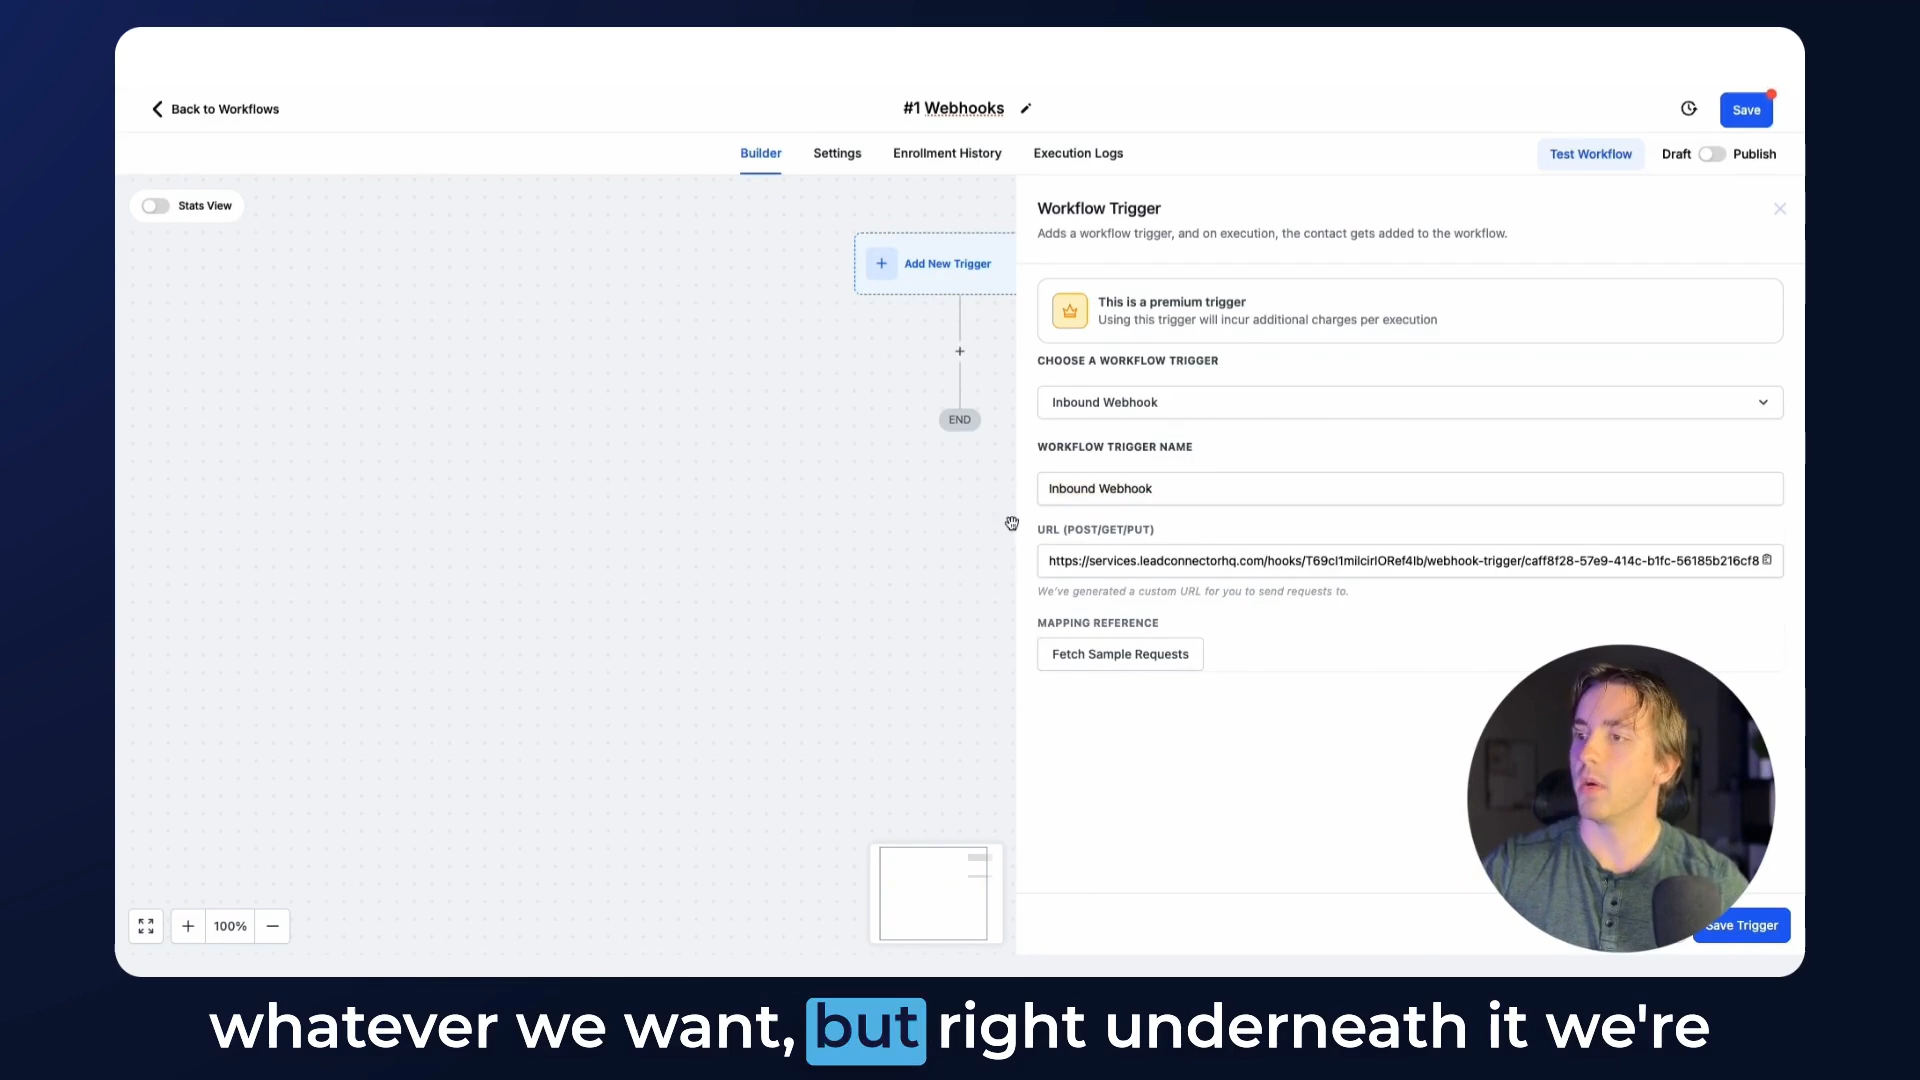 Back to Workflows
#1 Webhooks
Save
Builder
Settings
Enrollment History
Execution Logs
Test Workflow
Draft
Publish
Stats View
Add New Trigger
+
END
100%
Workflow Trigger
Adds a workflow trigger, and on execution, the contact gets added to the workflow.
This is a premium trigger
Using this trigger will incur additional charges per execution
CHOOSE A WORKFLOW TRIGGER
Inbound Webhook
WORKFLOW TRIGGER NAME
Inbound Webhook
URL (POST/GET/PUT)
https://services.leadconnectorhq.com/hooks/T69cl1milcirIORef4lb/webhook-trigger/caff8f28-57e9-414c-b1fc-56185b216cf8
We've generated a custom URL for you to send requests to.
MAPPING REFERENCE
Fetch Sample Requests
Save Trigger
whatever we want, but right underneath it we're